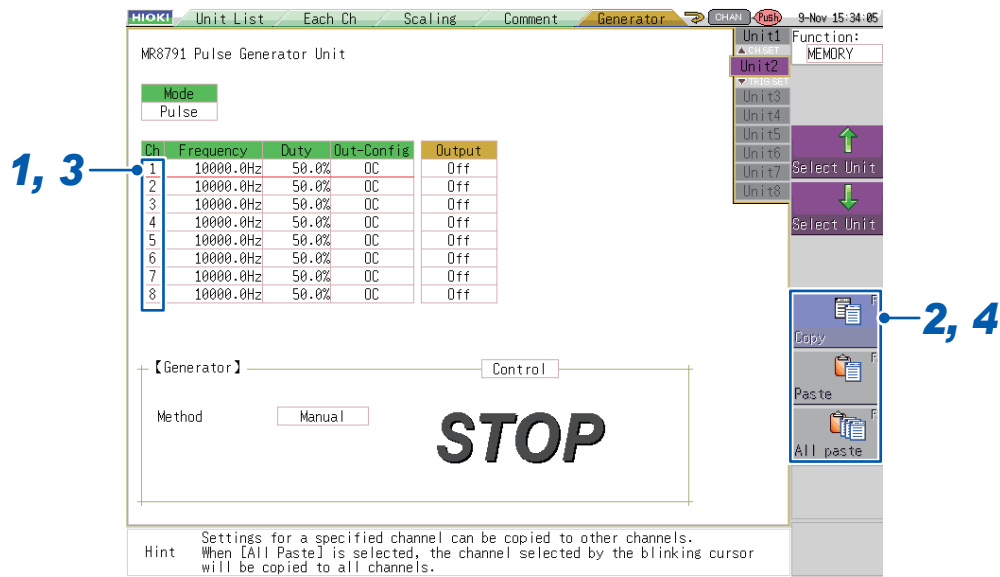 HIOKI Unit List Each Ch Scaling Comment Generator CHAN Push 9-Nov 15:34:05
MR8791 Pulse Generator Unit
Mode
Pulse
Ch Frequency Duty Out-Config Output
1 10000.0Hz 50.0% OC Off
2 10000.0Hz 50.0% OC Off
3 10000.0Hz 50.0% OC Off
4 10000.0Hz 50.0% OC Off
5 10000.0Hz 50.0% OC Off
6 10000.0Hz 50.0% OC Off
7 10000.0Hz 50.0% OC Off
8 10000.0Hz 50.0% OC Off
1, 3
Unit1
▲CH SET
Unit2
▼TRIG SET
Unit3
Unit4
Unit5
Unit6
Unit7
Unit8
Function:
MEMORY
Select Unit
Select Unit
F
Copy
F
Paste
F
All paste
2, 4
【Generator】
Control
Method Manual
STOP
Hint Settings for a specified channel can be copied to other channels.
When [All Paste] is selected, the channel selected by the blinking cursor
will be copied to all channels.